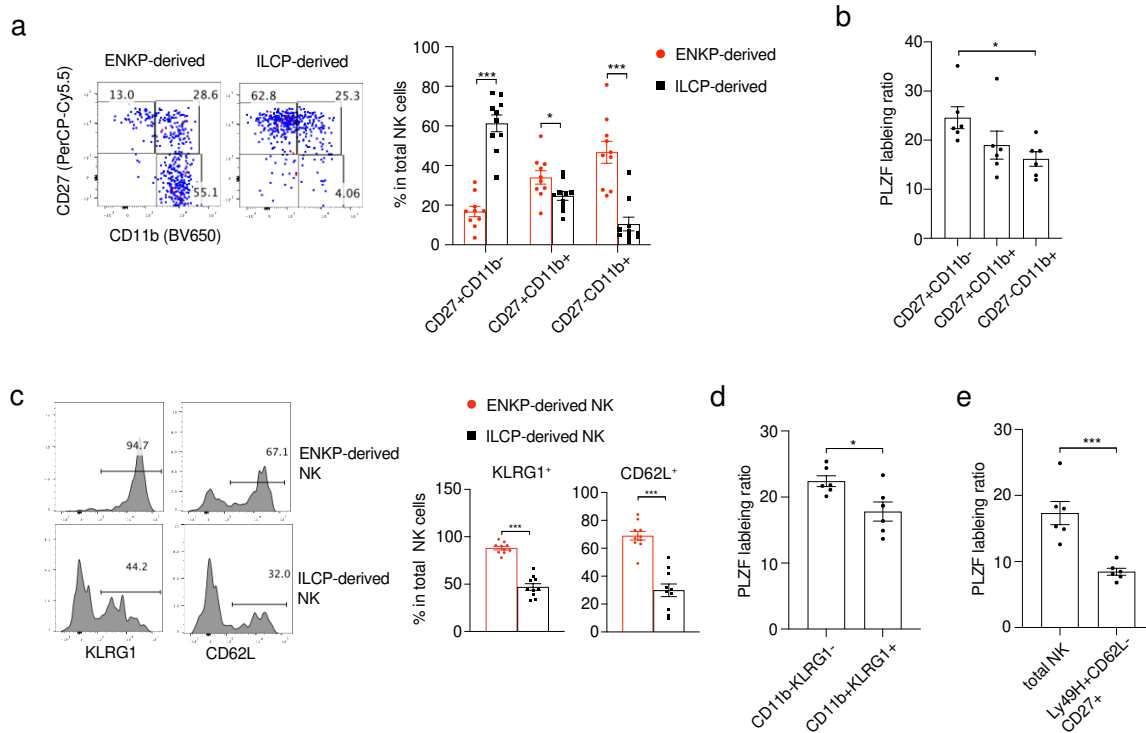 a
ENKP-derived
ILCP-derived
13.0
28.6
55.1
62.8
25.3
4.06
CD27 (PerCP-Cy5.5)
CD11b (BV650)
% in total NK cells
100
80
60
40
20
0
***
*
***
ENKP-derived
ILCP-derived
CD27+CD11b-
CD27+CD11b+
CD27-CD11b+
b
PLZF lableing ratio
40
30
20
10
0
*
CD27+CD11b-
CD27+CD11b+
CD27-CD11b+
c
94.7
67.1
ENKP-derived
NK
44.2
32.0
ILCP-derived
NK
KLRG1
CD62L
ENKP-derived NK
ILCP-derived NK
KLRG1⁺
CD62L⁺
% in total NK cells
150
100
50
0
***
100
80
60
40
20
0
***
d
PLZF lableing ratio
30
20
10
0
*
CD11b-KLRG1-
CD11b+KLRG1+
e
PLZF lableing ratio
30
20
10
0
***
total NK
Ly49H+CD62L-
CD27+